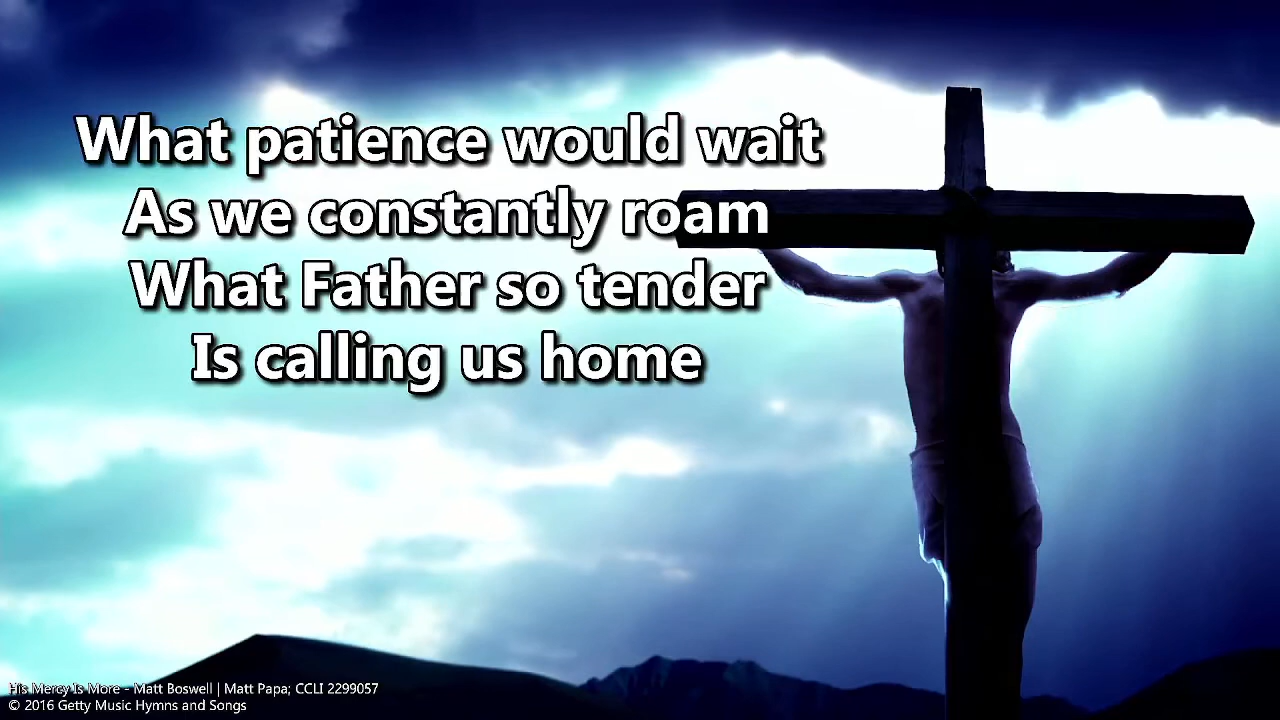 What patience would wait
As we constantly roam
What Father so tender
Is calling us home
His Mercy Is More - Matt Boswell | Matt Papa; CCLI 2299057
© 2016 Getty Music Hymns and Songs